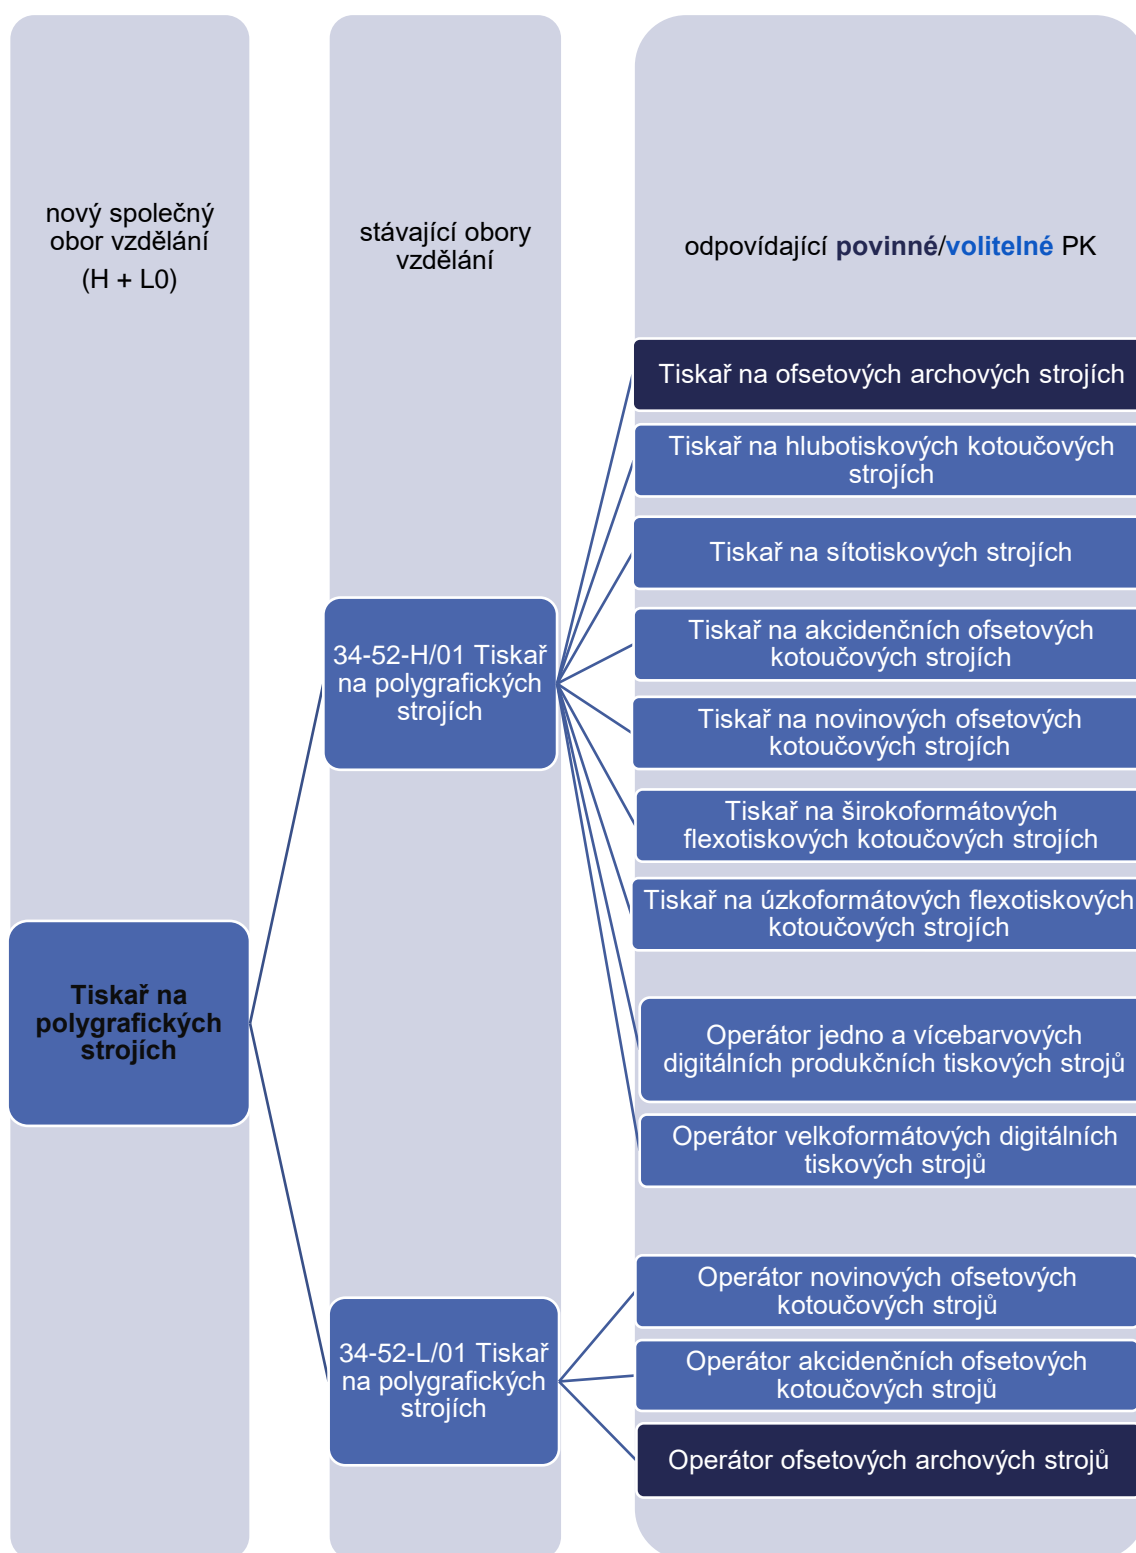 nový společný
obor vzdělání
(H + L0)
stávající obory
vzdělání
odpovídající povinné/volitelné PK
Tiskař na
polygrafických
strojích
34-52-H/01 Tiskař
na polygrafických
strojích
Tiskař na ofsetových archových strojích
Tiskař na hlubotiskových kotoučových
strojích
Tiskař na sítotiskových strojích
Tiskař na akcidenčních ofsetových
kotoučových strojích
Tiskař na novinových ofsetových
kotoučových strojích
Tiskař na širokoformátových
flexotiskových kotoučových strojích
Tiskař na úzkoformátových flexotiskových
kotoučových strojích
Operátor jedno a vícebarvových
digitálních produkčních tiskových strojů
Operátor velkoformátových digitálních
tiskových strojů
34-52-L/01 Tiskař
na polygrafických
strojích
Operátor novinových ofsetových
kotoučových strojů
Operátor akcidenčních ofsetových
kotoučových strojů
Operátor ofsetových archových strojů